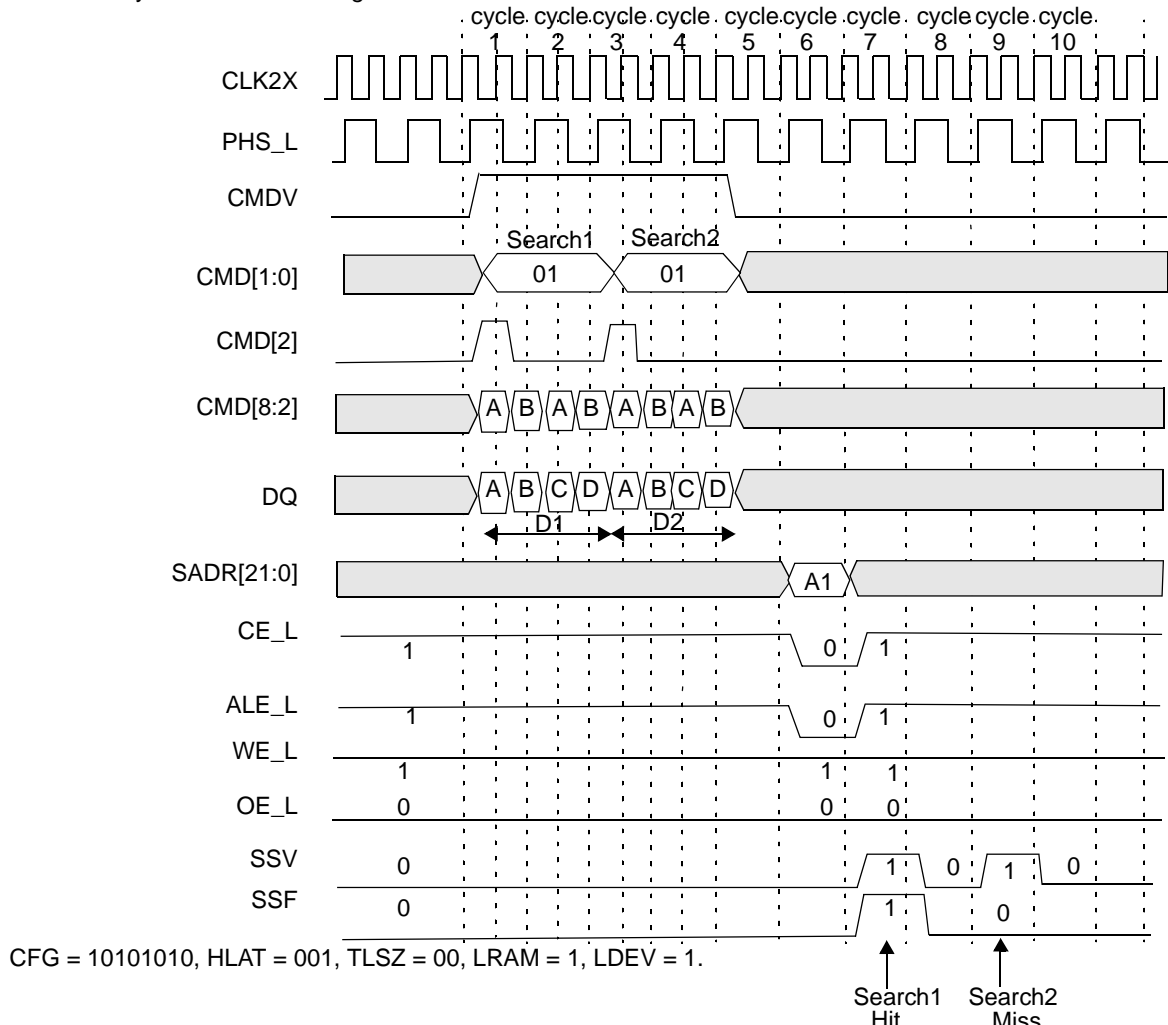 cycle cycle cycle cycle cycle cycle cycle cycle cycle cycle
1 2 3 4 5 6 7 8 9 10
CLK2X
PHS_L
CMDV
Search1 Search2
CMD[1:0] 01 01
CMD[2]
CMD[8:2] A B A B A B A B
DQ A B C D A B C D
D1 D2
SADR[21:0] A1
CE_L 1 0 1
ALE_L 1 0 1
WE_L 1 1 1
OE_L 0 0 0
SSV 0 1 0 1 0
SSF 0 1 0
CFG = 10101010, HLAT = 001, TLSZ = 00, LRAM = 1, LDEV = 1.
Search1 Search2
Hit Miss